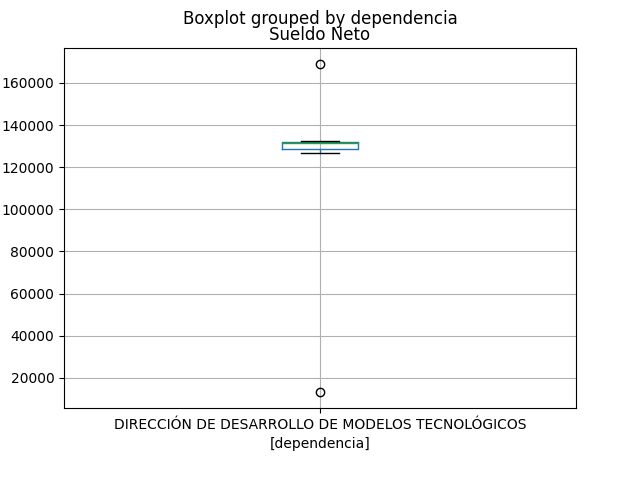 Boxplot grouped by dependencia
Sueldo Neto
160000
140000
120000
100000
80000
60000
40000
20000
DIRECCIÓN DE DESARROLLO DE MODELOS TECNOLÓGICOS
[dependencia]